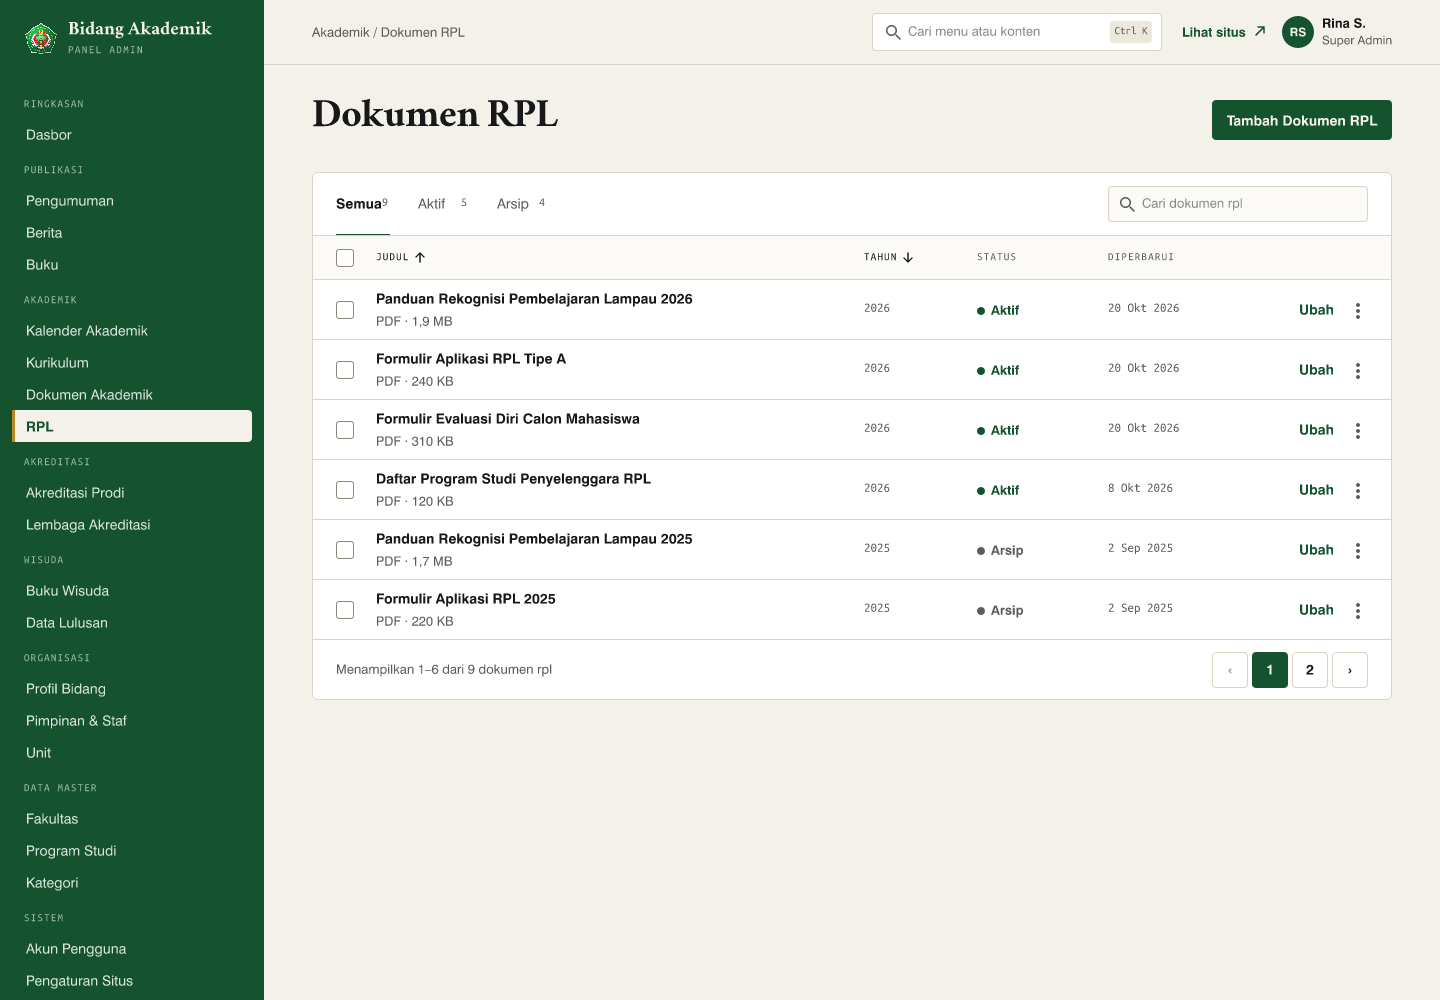 Bidang Akademik
PANEL ADMIN
RINGKASAN
Dasbor
PUBLIKASI
Pengumuman
Berita
Buku
AKADEMIK
Kalender Akademik
Kurikulum
Dokumen Akademik
RPL
AKREDITASI
Akreditasi Prodi
Lembaga Akreditasi
WISUDA
Buku Wisuda
Data Lulusan
ORGANISASI
Profil Bidang
Pimpinan & Staf
Unit
DATA MASTER
Fakultas
Program Studi
Kategori
SISTEM
Akun Pengguna
Pengaturan Situs
Akademik / Dokumen RPL
Cari menu atau konten Ctrl K
Lihat situs ↗
RS
Rina S.
Super Admin
Dokumen RPL
Tambah Dokumen RPL
Semua 9 Aktif 5 Arsip 4
Cari dokumen rpl
JUDUL ↑ TAHUN ↓ STATUS DIPERBARUI
Panduan Rekognisi Pembelajaran Lampau 2026
PDF · 1,9 MB
2026 Aktif 20 Okt 2026 Ubah
Formulir Aplikasi RPL Tipe A
PDF · 240 KB
2026 Aktif 20 Okt 2026 Ubah
Formulir Evaluasi Diri Calon Mahasiswa
PDF · 310 KB
2026 Aktif 20 Okt 2026 Ubah
Daftar Program Studi Penyelenggara RPL
PDF · 120 KB
2026 Aktif 8 Okt 2026 Ubah
Panduan Rekognisi Pembelajaran Lampau 2025
PDF · 1,7 MB
2025 Arsip 2 Sep 2025 Ubah
Formulir Aplikasi RPL 2025
PDF · 220 KB
2025 Arsip 2 Sep 2025 Ubah
Menampilkan 1–6 dari 9 dokumen rpl
‹ 1 2 ›